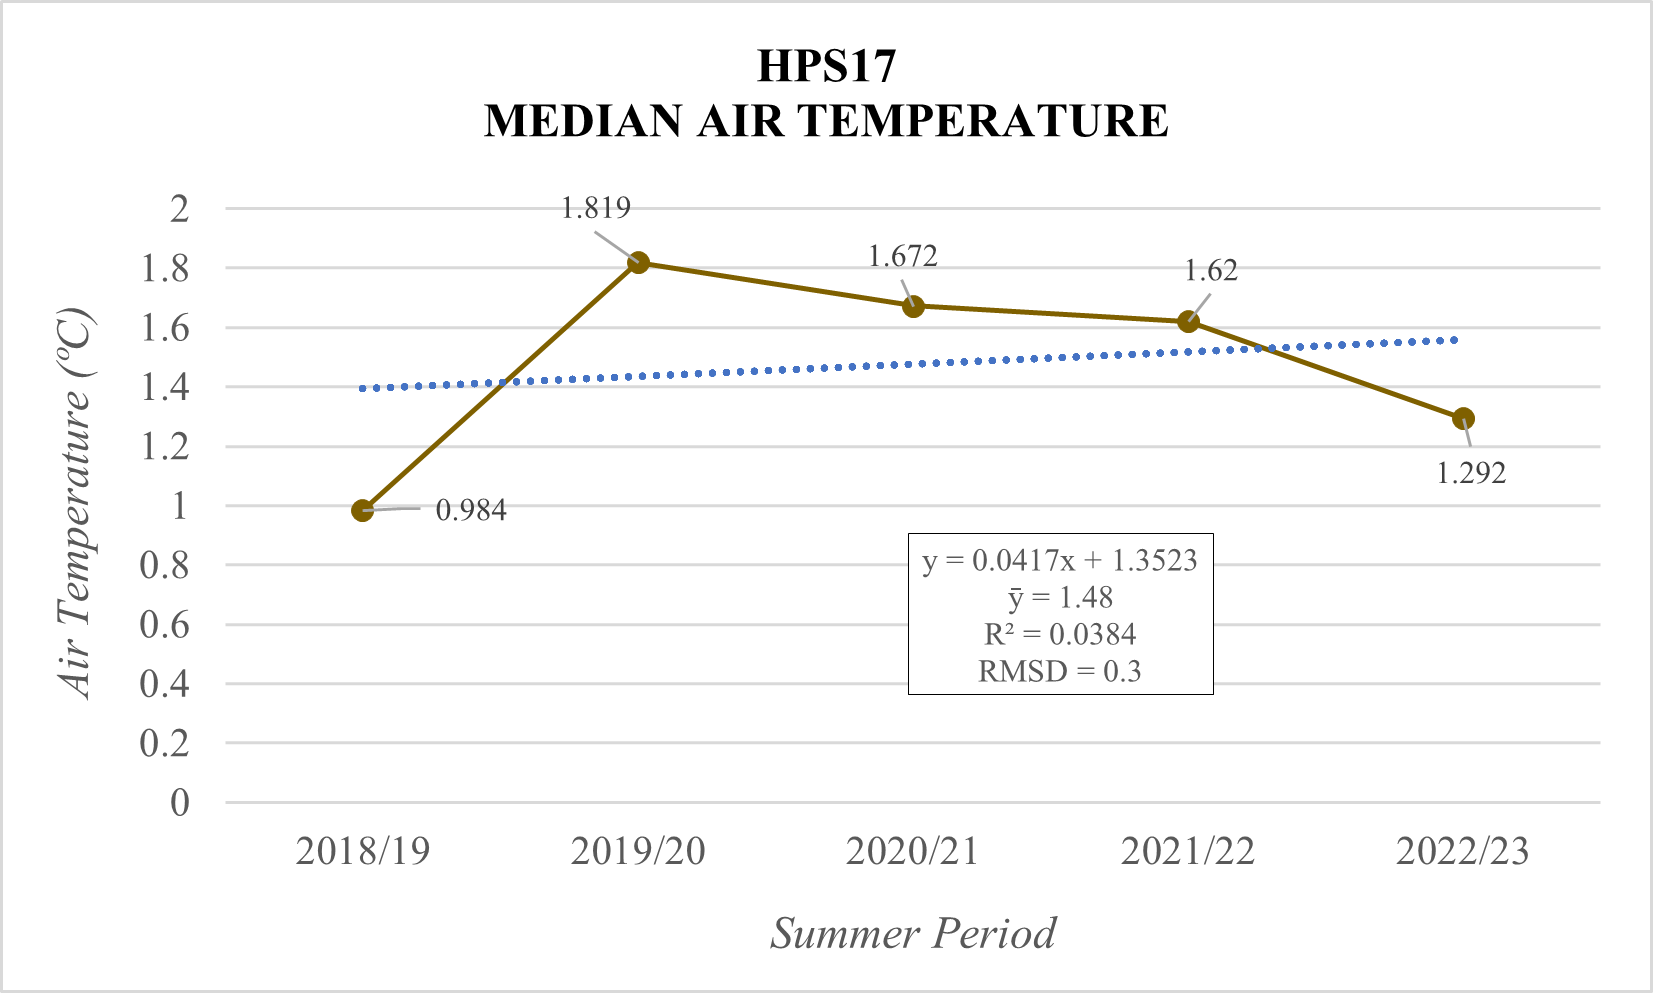 HPS17
MEDIAN AIR TEMPERATURE
Air Temperature (ºC)
2
1.8
1.6
1.4
1.2
1
0.8
0.6
0.4
0.2
0
1.819
1.672
1.62
1.292
0.984
y = 0.0417x + 1.3523
ȳ = 1.48
R² = 0.0384
RMSD = 0.3
2018/19
2019/20
2020/21
2021/22
2022/23
Summer Period